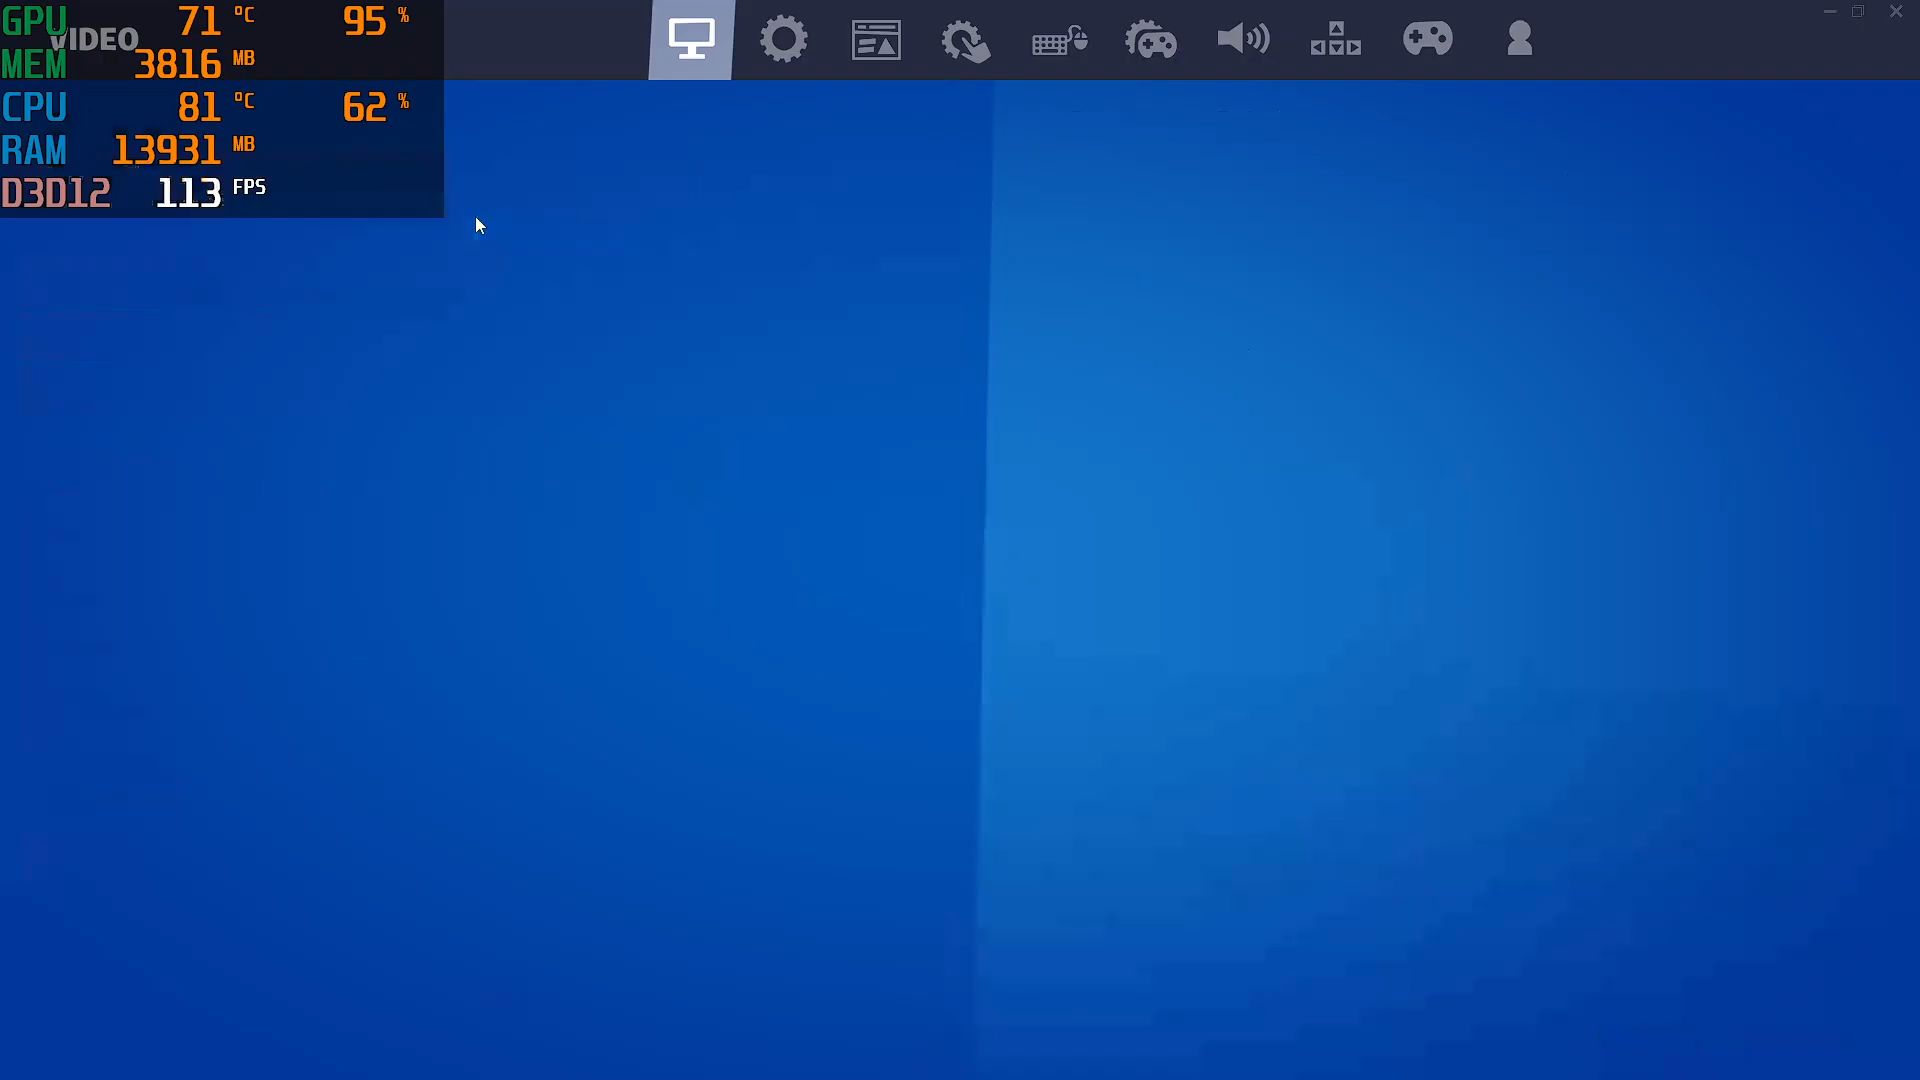 GPU 71 °C 95 %
VIDEO
MEM 3816 MB
CPU 81 °C 62 %
RAM 13931 MB
D3D12 113 FPS